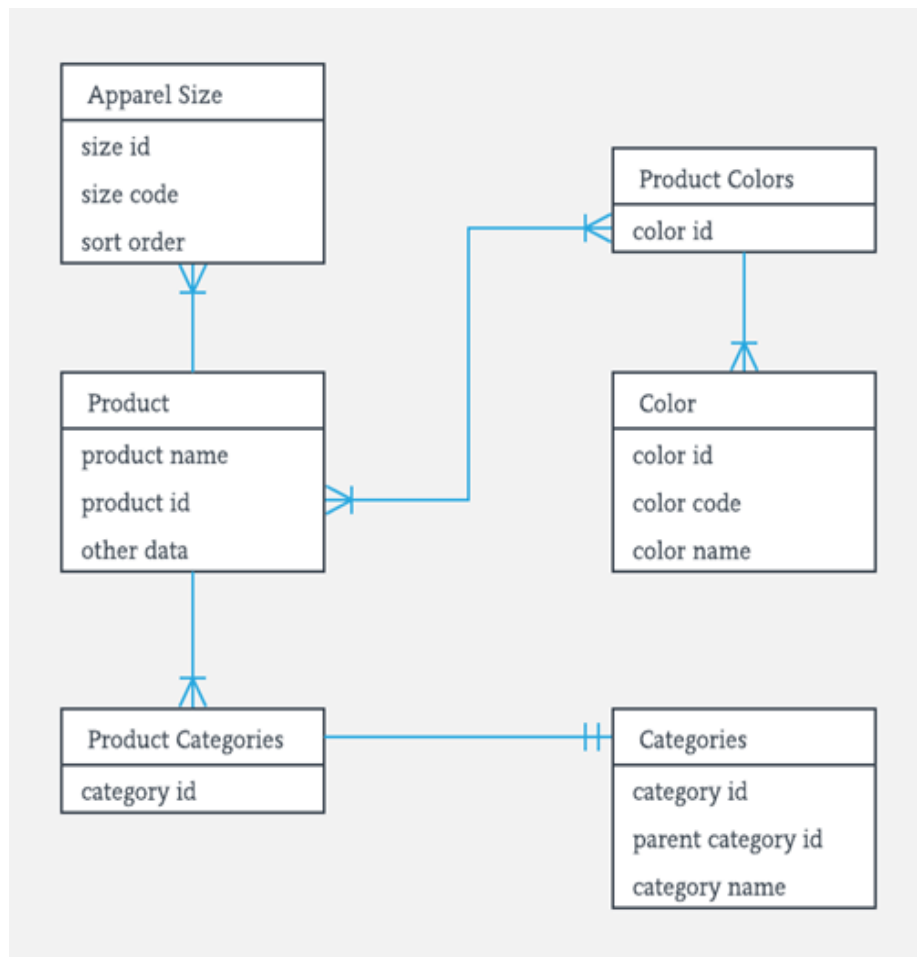 Apparel Size
size id
size code
sort order
Product Colors
color id
Product
product name
product id
other data
Color
color id
color code
color name
Product Categories
category id
Categories
category id
parent category id
category name